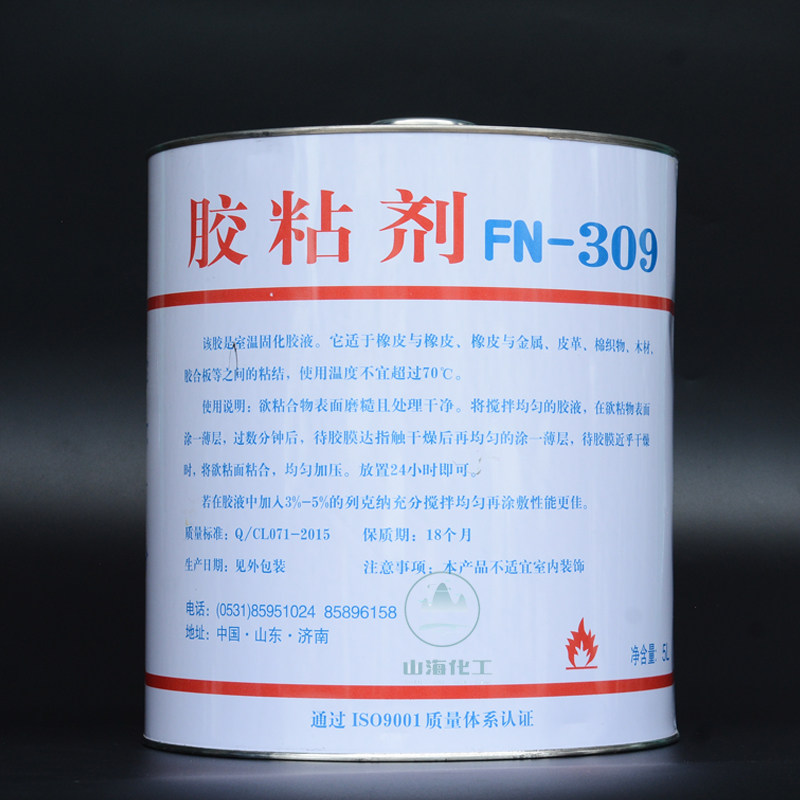 胶粘剂 FN-309
该胶是室温固化胶液。它适于橡皮与橡皮、橡皮与金属、皮革、棉织物、木材、
胶合板等之间的粘结，使用温度不宜超过70℃。
使用说明：欲粘合物表面磨糙且处理干净。将搅拌均匀的胶液，在欲粘物表面
涂一薄层，过数分钟后，待胶膜达指触干燥后再均匀的涂一薄层，待胶膜近乎干燥
时，将欲粘面粘合，均匀加压。放置24小时即可。
若在胶液中加入3%-5%的列克纳充分搅拌均匀再涂敷性能更佳。
质量标准：Q/CL071-2015 保质期：18个月
生产日期：见外包装 注意事项：本产品不适宜室内装饰
电话：(0531)85951024 85896158
地址：中国·山东·济南
山海化工
净含量：5L
通过ISO9001质量体系认证